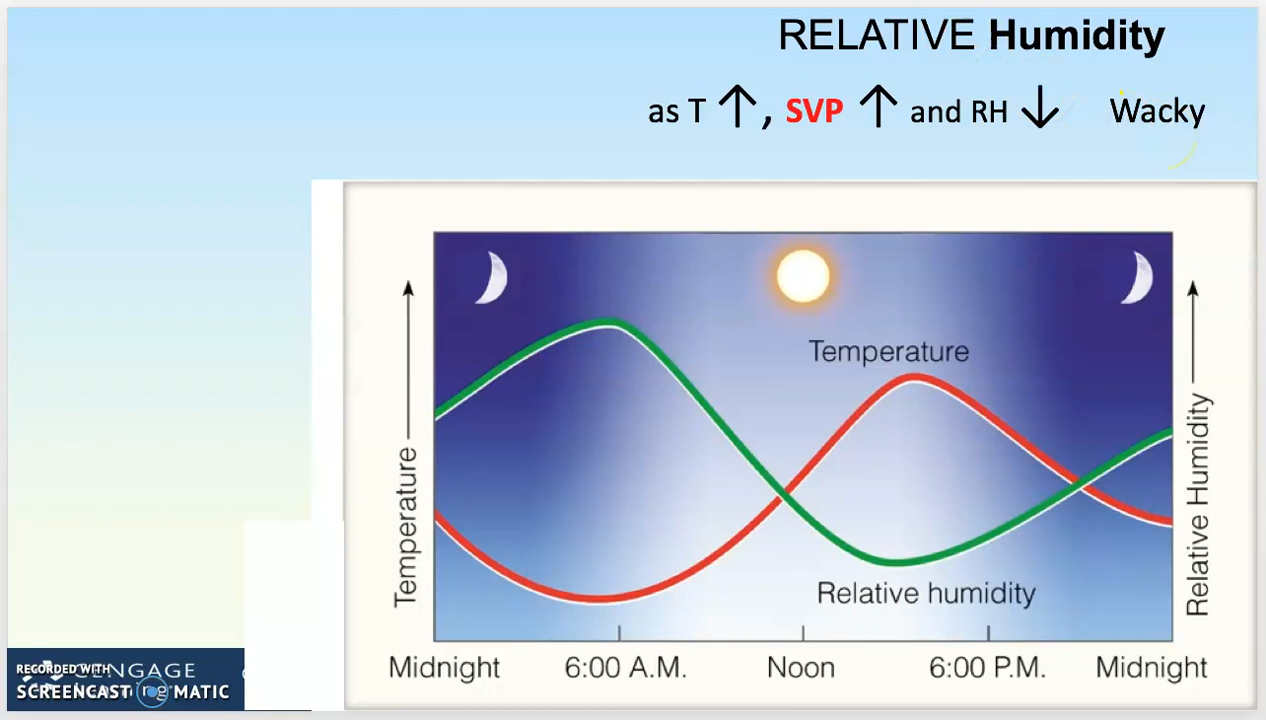 RELATIVE Humidity
as T ↑, SVP ↑ and RH ↓ Wacky
Temperature
Temperature
Relative humidity
Relative Humidity
Midnight 6:00 A.M. Noon 6:00 P.M. Midnight
CENGAGE
RECORDED WITH
SCREENCAST MATIC